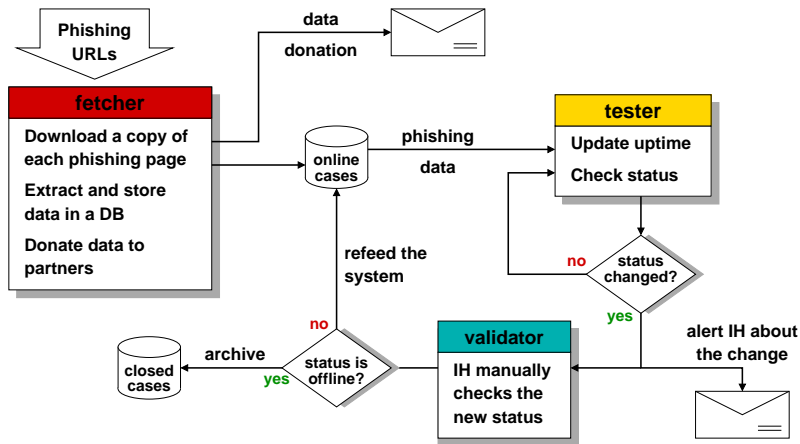 Phishing
URLs
data
donation
fetcher
Download a copy of
each phishing page
Extract and store
data in a DB
Donate data to
partners
online
cases
phishing
data
tester
Update uptime
Check status
no
status
changed?
yes
refeed the
system
no
status is
offline?
yes
archive
closed
cases
validator
IH manually
checks the
new status
alert IH about
the change